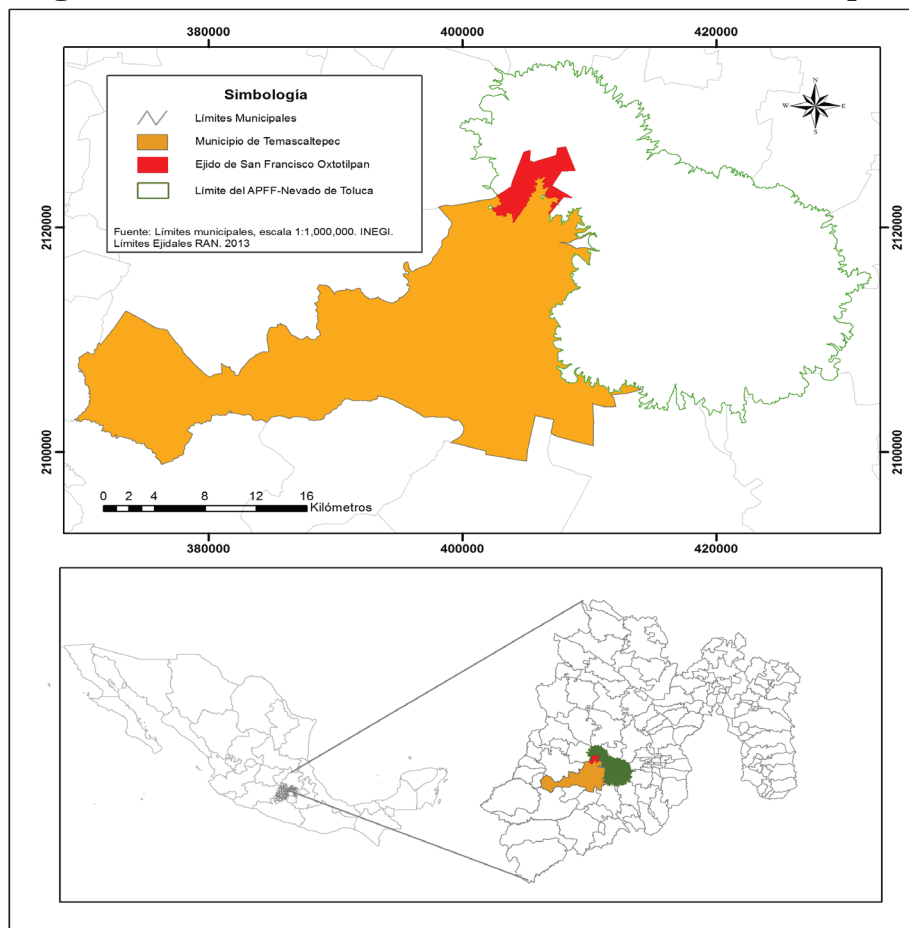 380000 400000 420000
Simbología
Límites Municipales
Municipio de Temascaltepec
Ejido de San Francisco Oxtotilpan
Límite del APFF-Nevado de Toluca
Fuente: Límites municipales, escala 1:1,000,000. INEGI.
Límites Ejidales RAN. 2013
N
W E
S
2120000 2120000
2100000 2100000
0 2 4 8 12 16
Kilómetros
380000 400000 420000